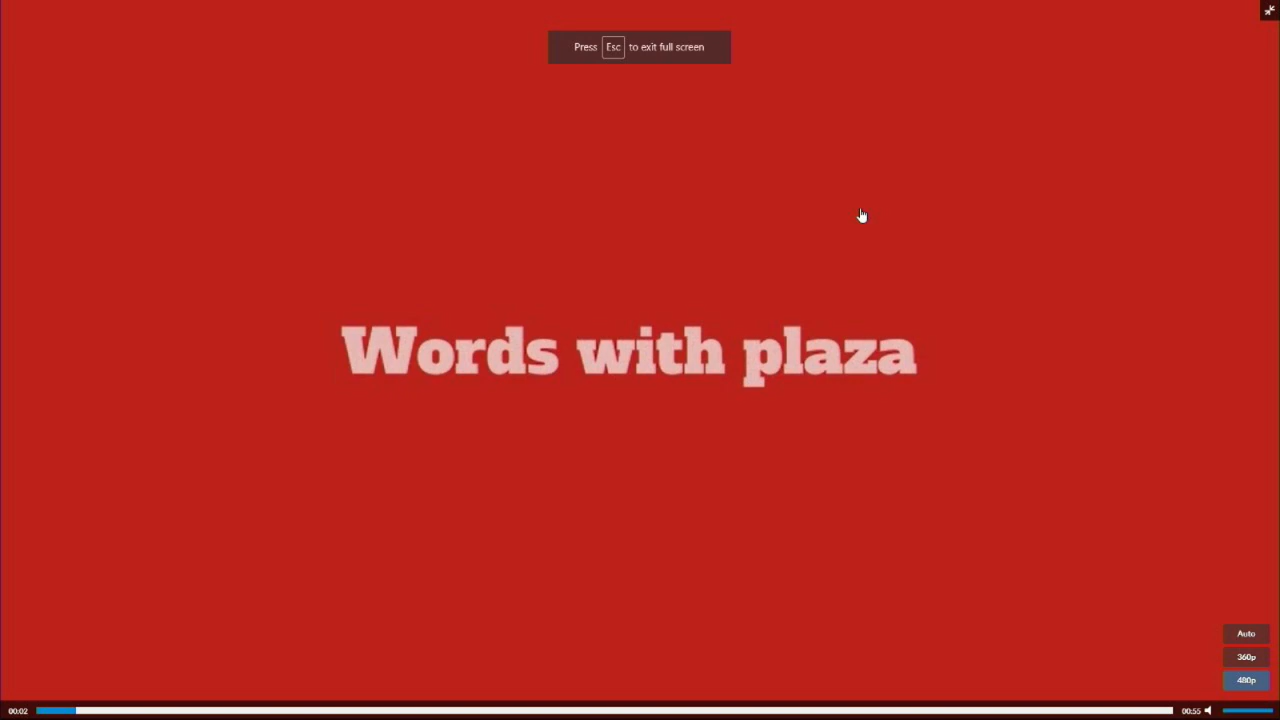 Press Esc to exit full screen
Words with plaza
Auto
360p
480p
00:02
00:55